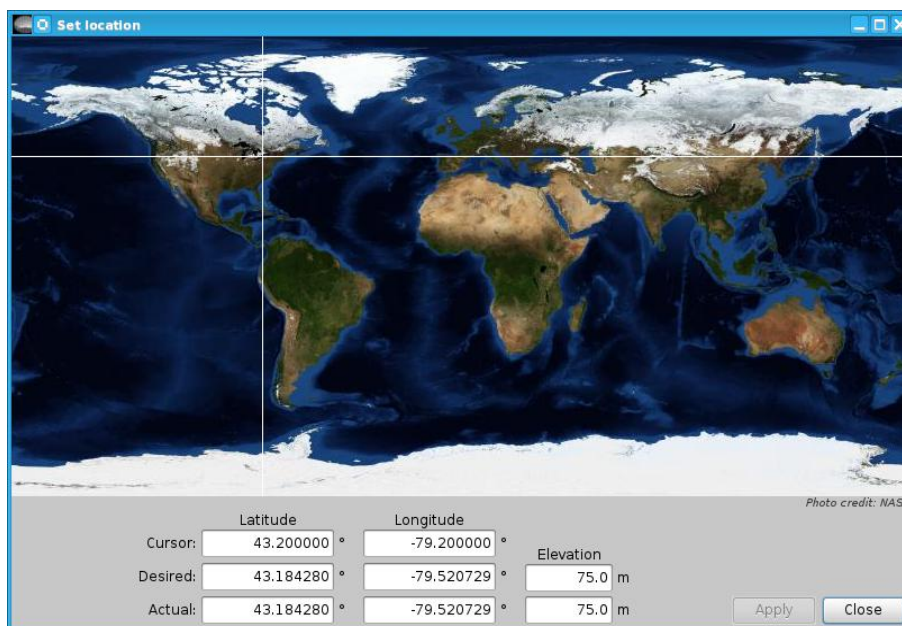 Set location
Photo credit: NAS
Latitude Longitude
Cursor: 43.200000 ° -79.200000 ° Elevation
Desired: 43.184280 ° -79.520729 ° 75.0 m
Actual: 43.184280 ° -79.520729 ° 75.0 m Apply Close